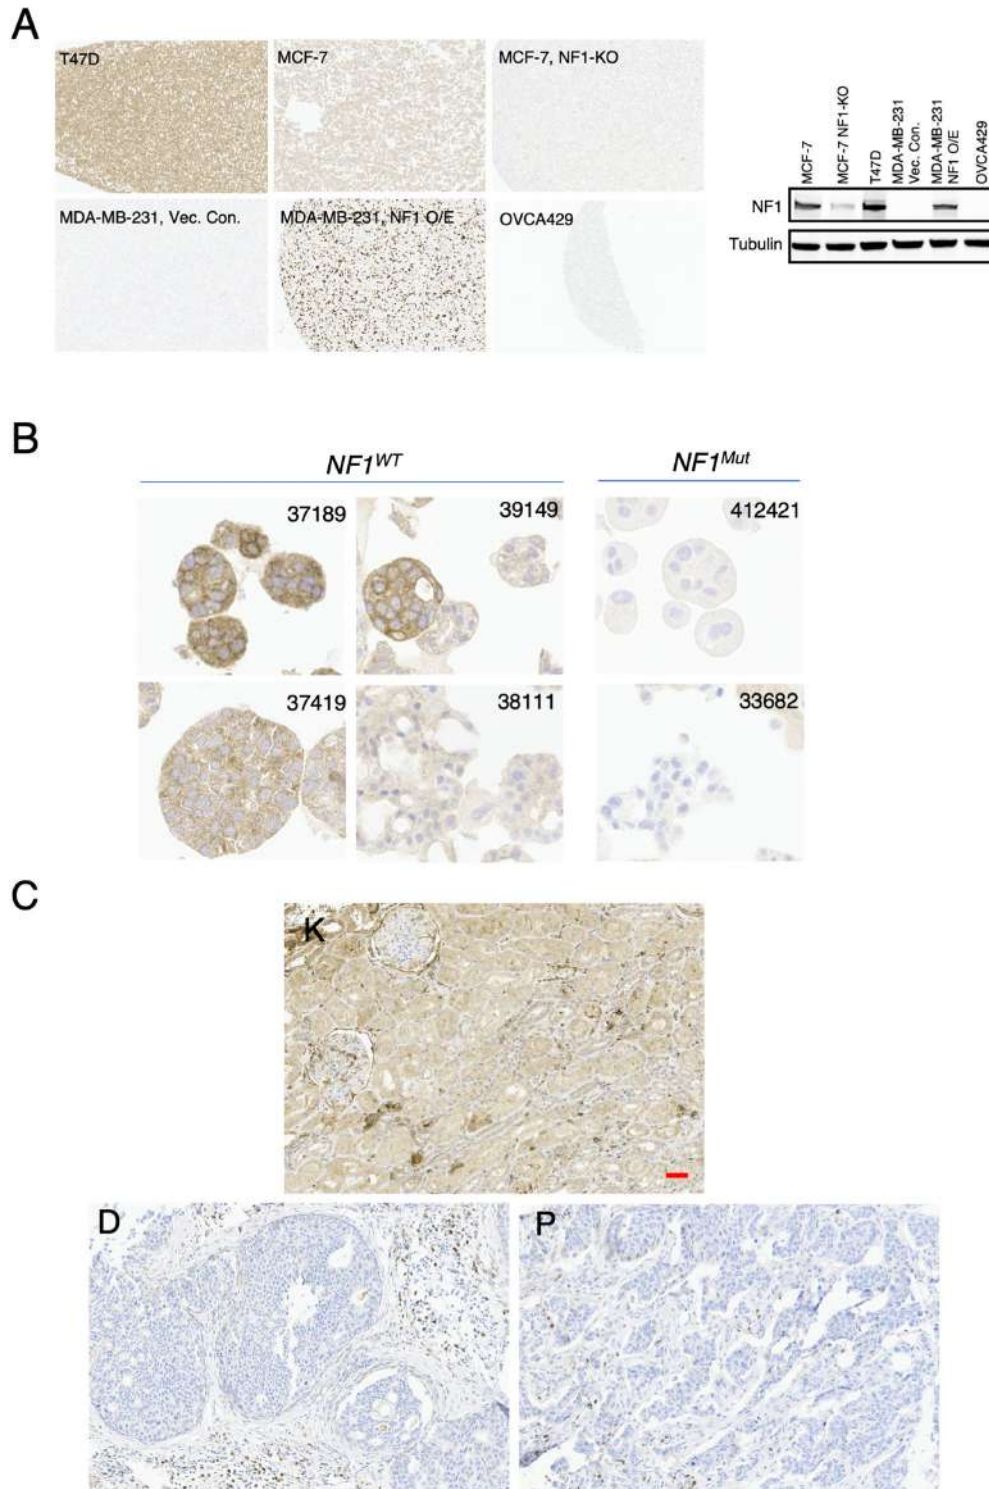 A
T47D
MCF-7
MCF-7, NF1-KO
MDA-MB-231, Vec. Con.
MDA-MB-231, NF1 O/E
OVCA429
MCF-7
MCF-7 NF1-KO
T47D
MDA-MB-231
Vec. Con.
MDA-MB-231
NF1 O/E
OVCA429
NF1
Tubulin
B
NF1WT
NF1Mut
37189
39149
412421
37419
38111
33682
C
K
D
P